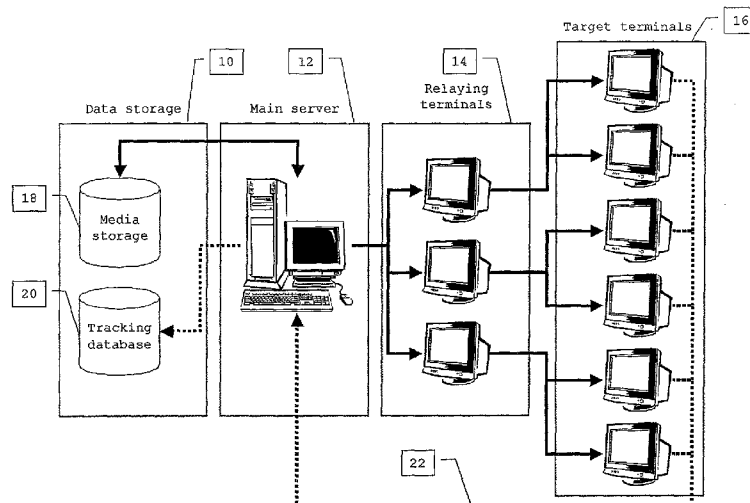 Target terminals
16
10
12
14
Data storage
Main server
Relaying
terminals
18
Media
storage
20
Tracking
database
22